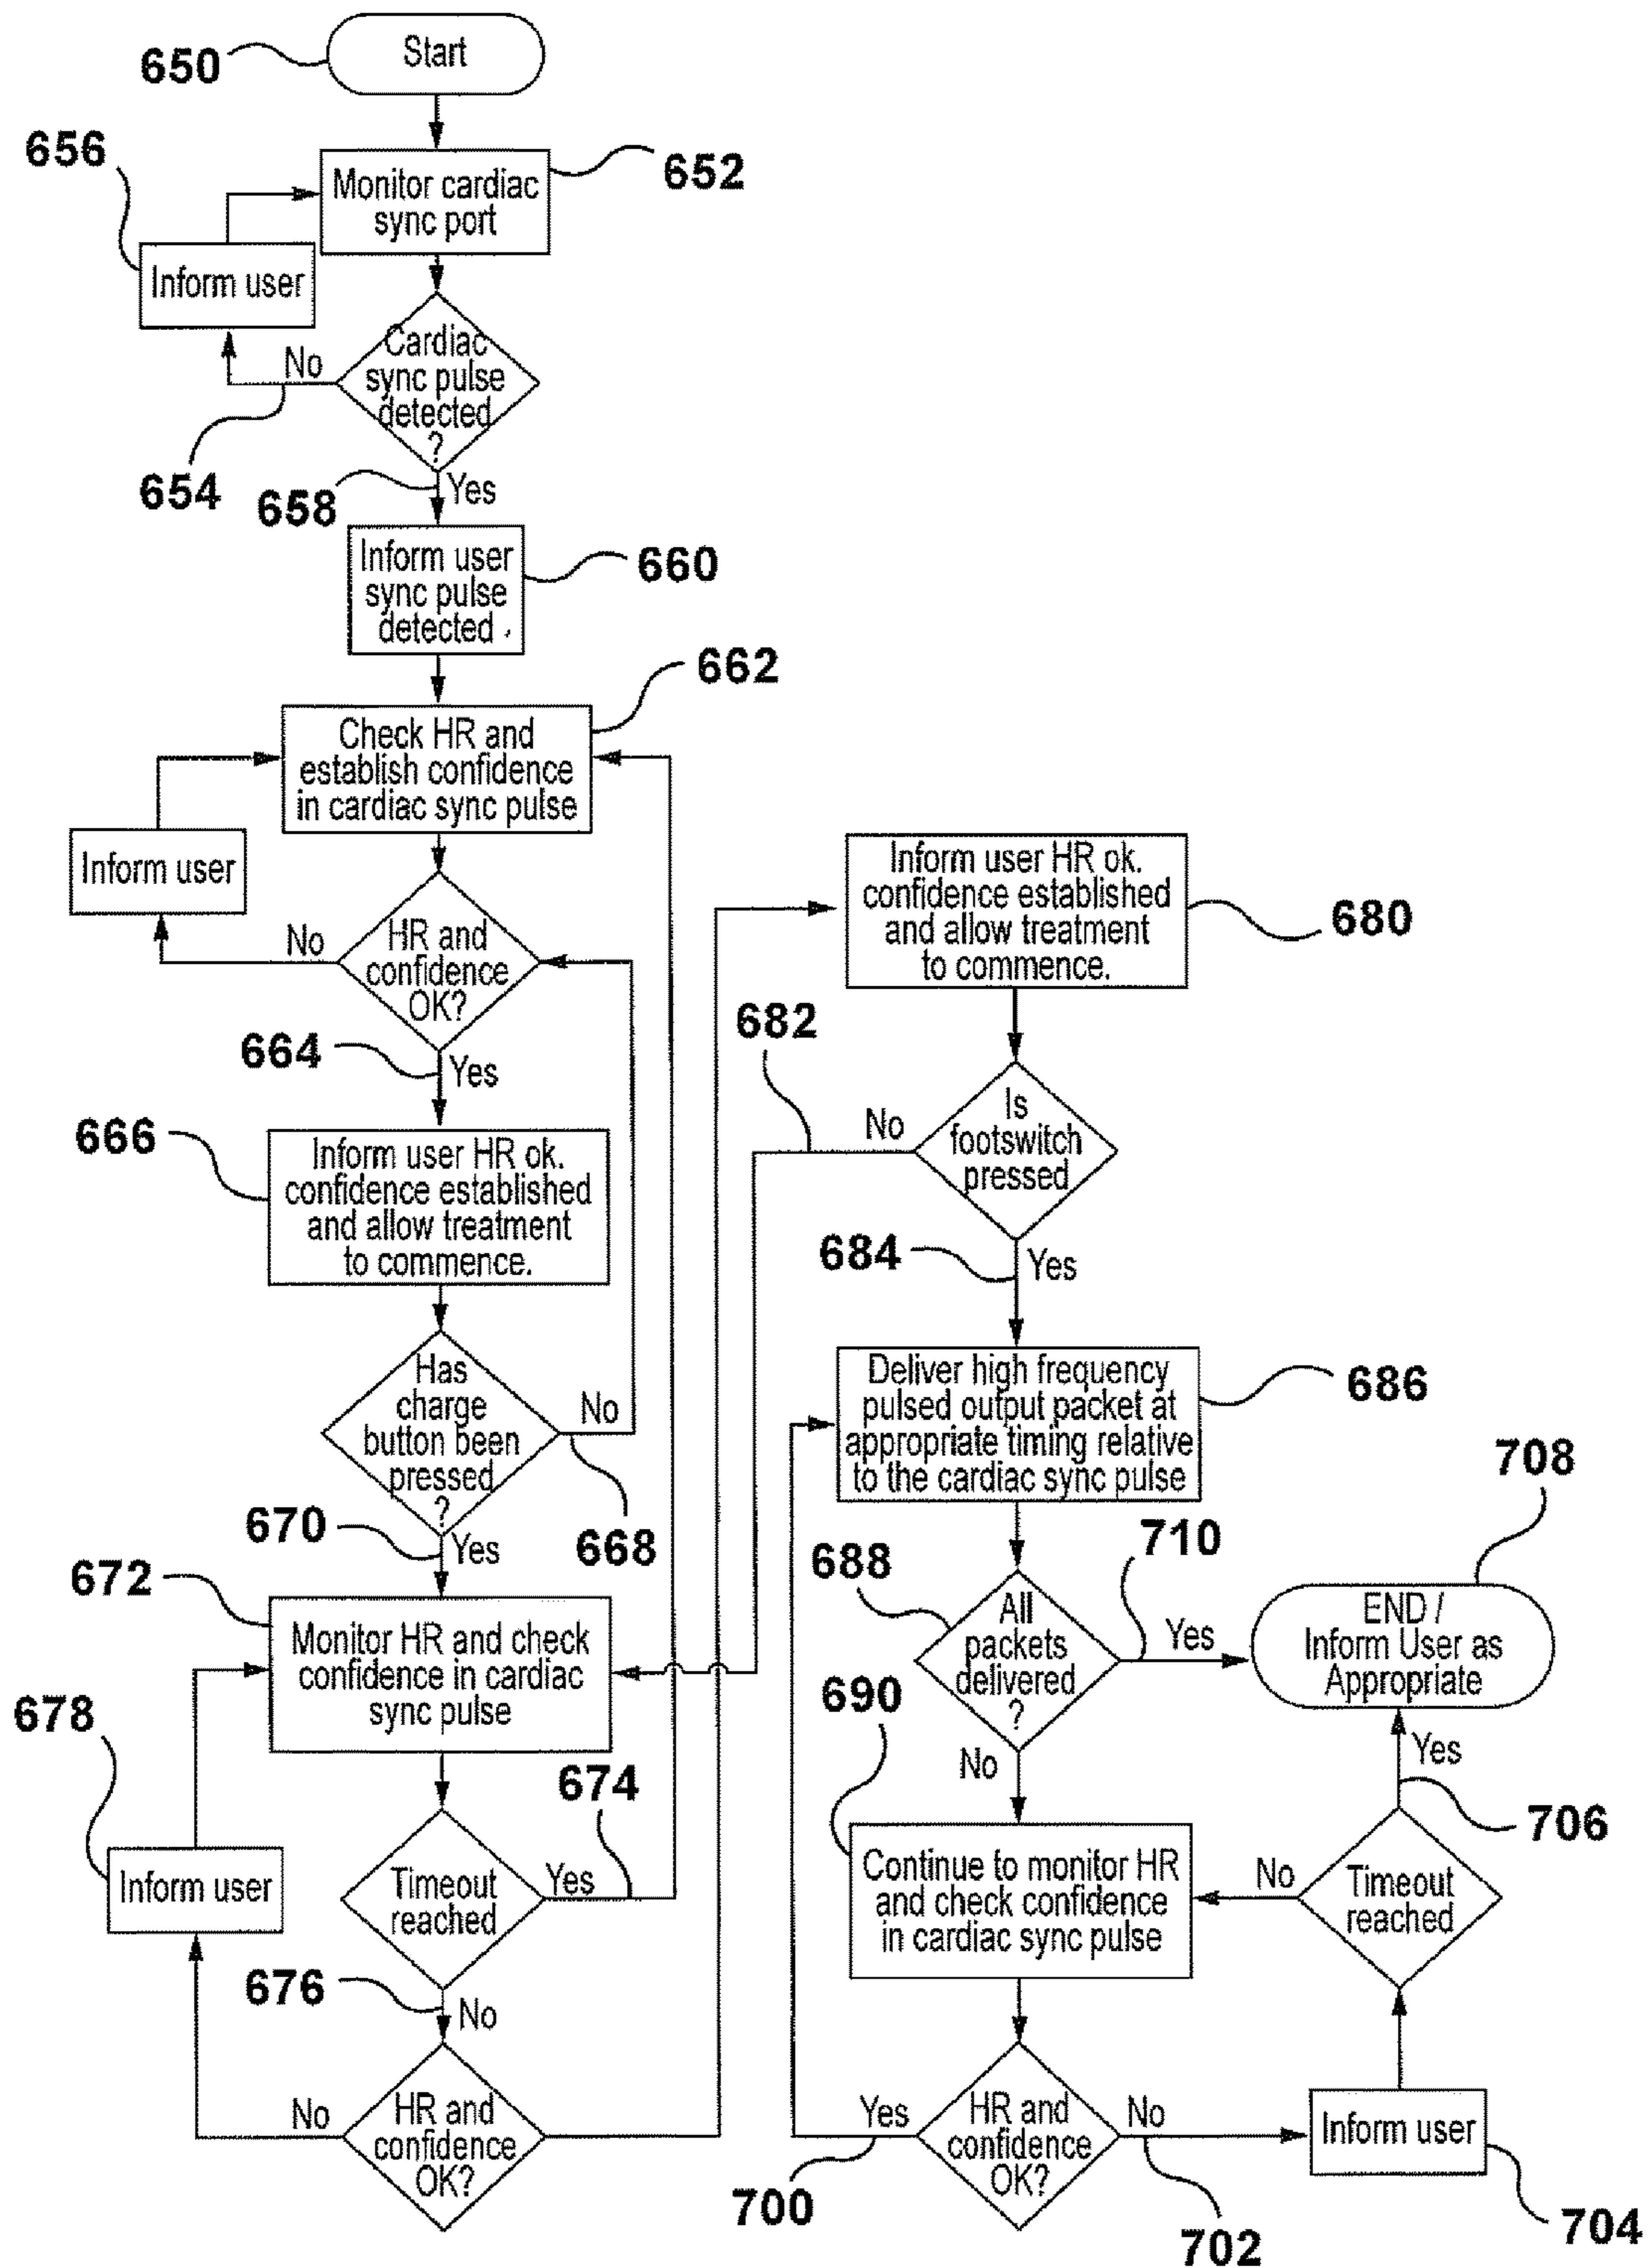 650
Start
656
652
Monitor cardiac
sync port
Inform user
Cardiac
sync pulse
detected
?
No
654
658
Yes
Inform user
sync pulse
detected
660
662
Check HR and
establish confidence
in cardiac sync pulse
Inform user
No
HR and
confidence
OK?
664
Yes
666
Inform user HR ok.
confidence established
and allow treatment
to commence.
Has
charge
button been
pressed
?
No
668
670
Yes
672
Monitor HR and check
confidence in cardiac
sync pulse
678
674
Inform user
Timeout
reached
Yes
676
No
No
HR and
confidence
OK?
Inform user HR ok.
confidence established
and allow treatment
to commence.
680
682
No
Is
footswitch
pressed
684
Yes
Deliver high frequency
pulsed output packet at
appropriate timing relative
to the cardiac sync pulse
686
688
710
708
All
packets
delivered
?
Yes
END /
Inform User as
Appropriate
690
No
Yes
706
Continue to monitor HR
and check confidence
in cardiac sync pulse
No
Timeout
reached
Yes
HR and
confidence
OK?
No
Inform user
700
702
704